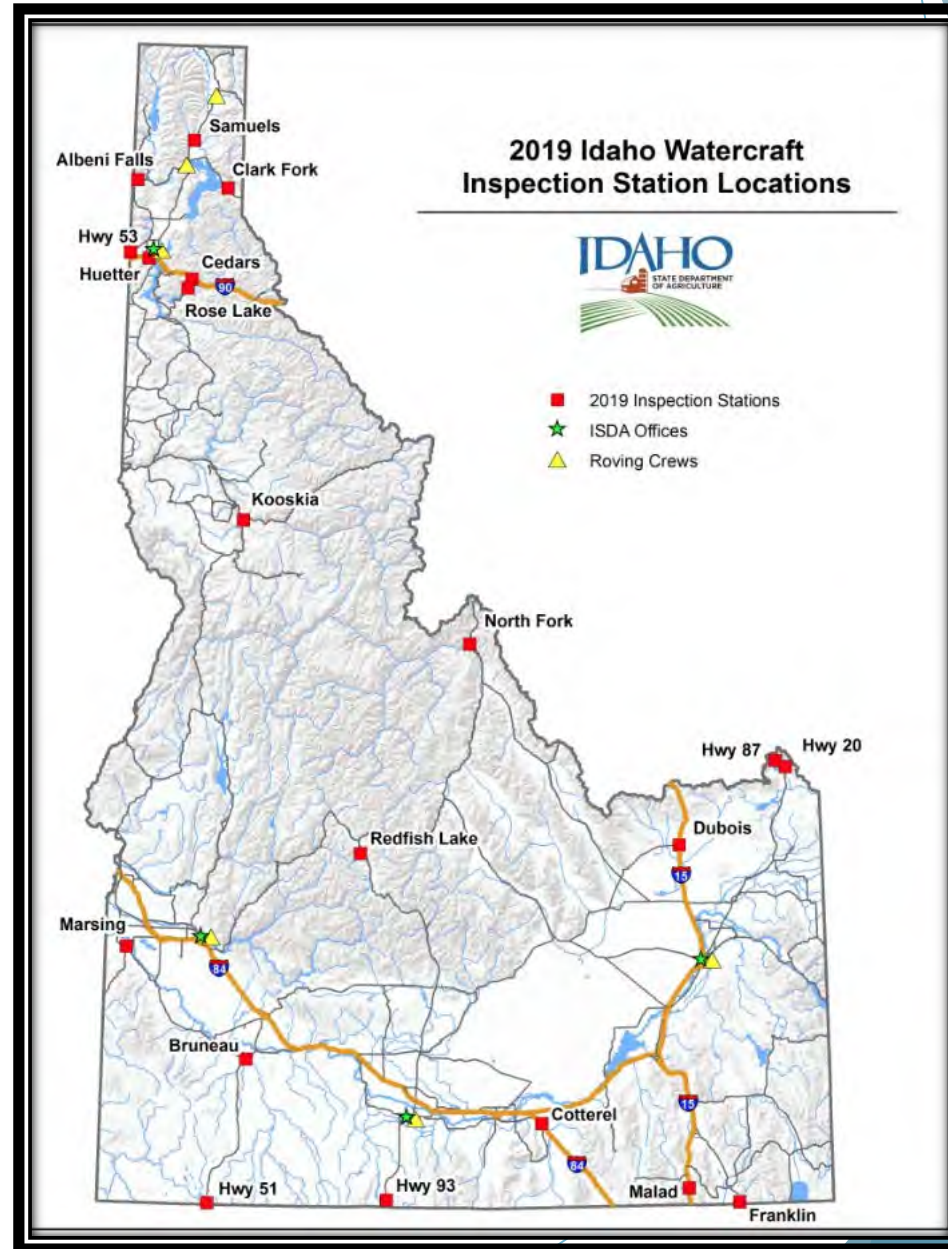 2019 Idaho Watercraft
Inspection Station Locations
IDAHO
STATE DEPARTMENT
OF AGRICULTURE
2019 Inspection Stations
ISDA Offices
Roving Crews
Samuels
Albeni Falls
Clark Fork
Hwy 53
Huetter
Cedars
90
Rose Lake
Kooskia
North Fork
Hwy 87
Hwy 20
Dubois
15
Redfish Lake
Marsing
84
Bruneau
Cotterel
15
84
Hwy 51
Hwy 93
Malad
Franklin